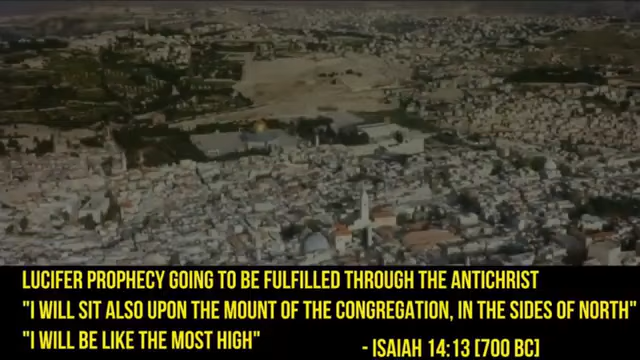 LUCIFER PROPHECY GOING TO BE FULFILLED THROUGH THE ANTICHRIST
"I WILL SIT ALSO UPON THE MOUNT OF THE CONGREGATION, IN THE SIDES OF NORTH"
"I WILL BE LIKE THE MOST HIGH"
- ISAIAH 14:13 [700 BC]